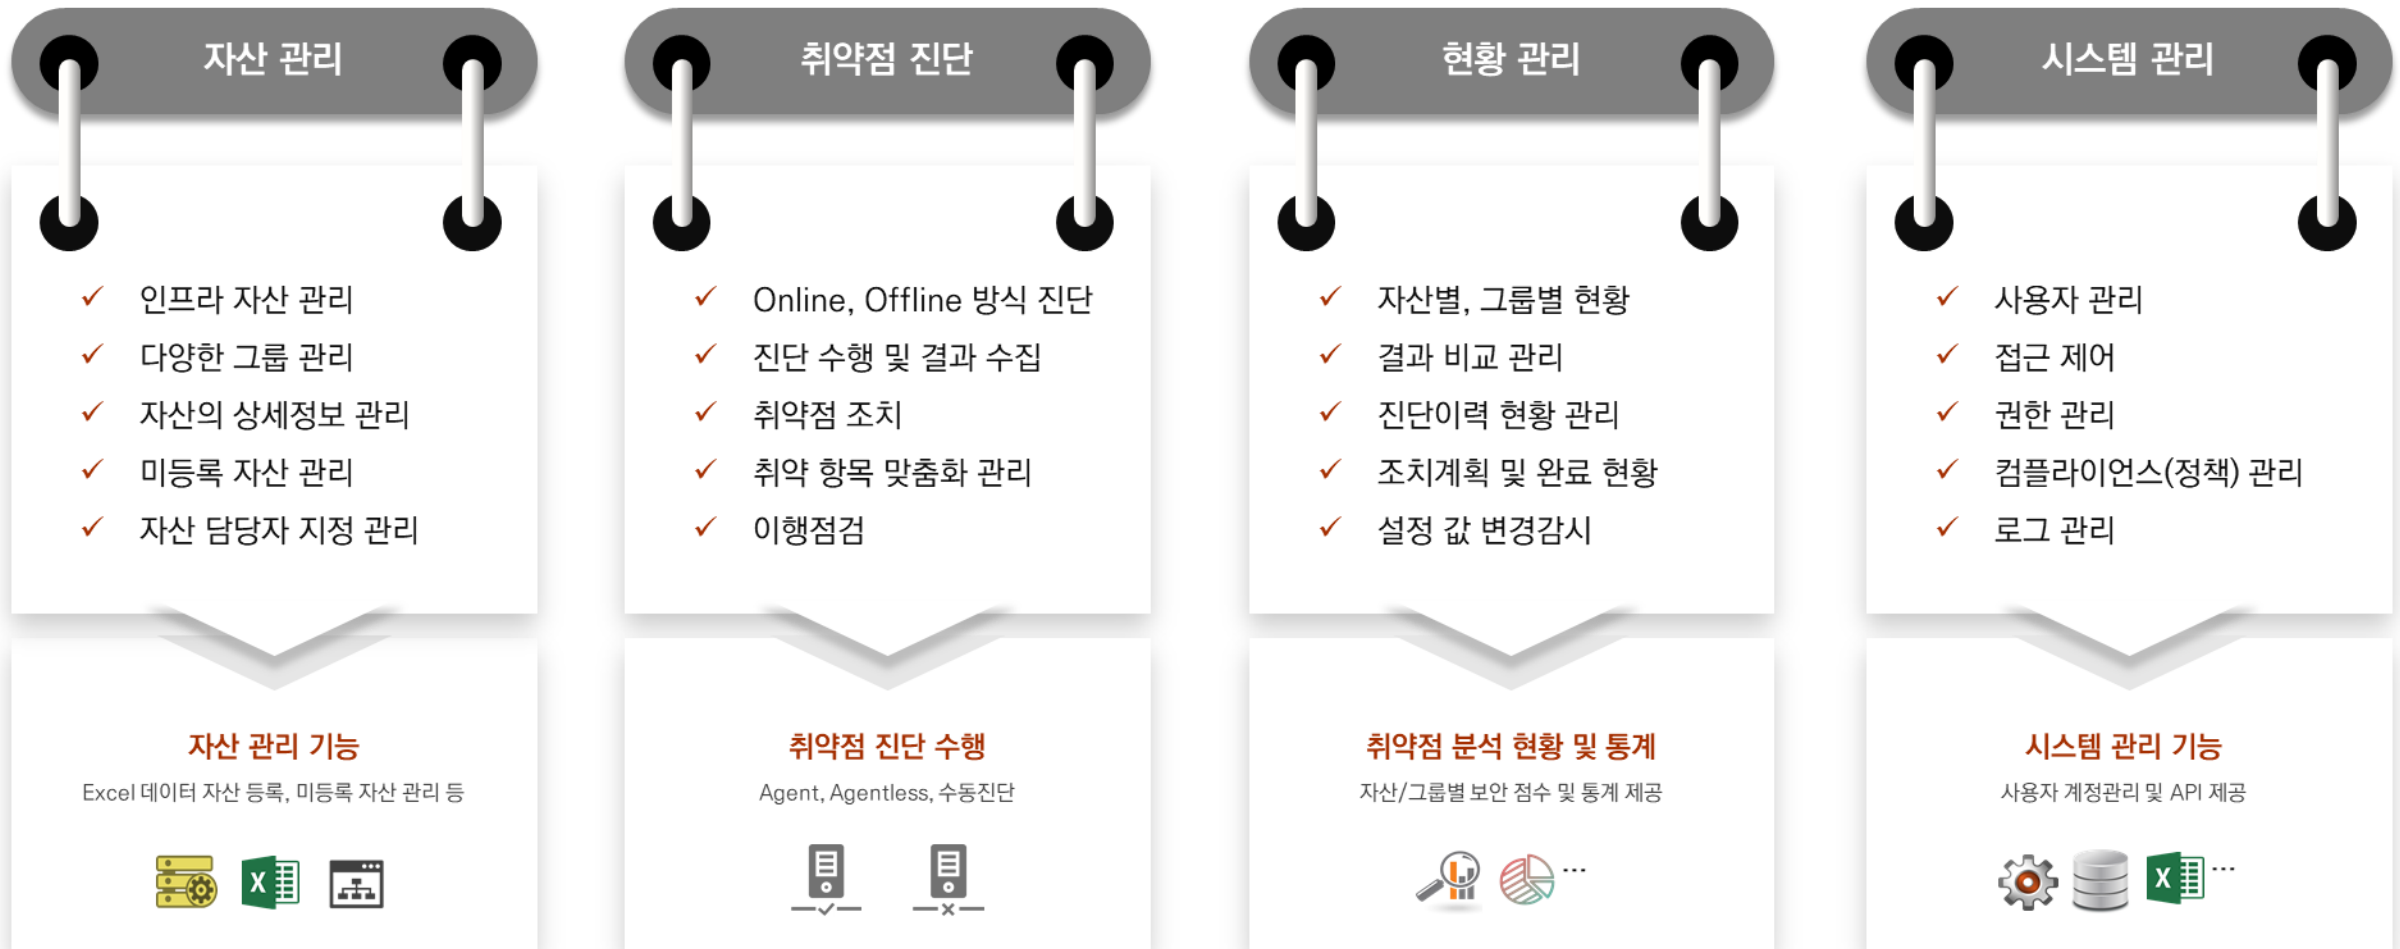 자산 관리
인프라 자산 관리
다양한 그룹 관리
자산의 상세정보 관리
미등록 자산 관리
자산 담당자 지정 관리
자산 관리 기능
Excel 데이터 자산 등록, 미등록 자산 관리 등
X
취약점 진단
Online, Offline 방식 진단
진단 수행 및 결과 수집
취약점 조치
취약 항목 맞춤화 관리
이행점검
취약점 진단 수행
Agent, Agentless, 수동진단
현황 관리
자산별, 그룹별 현황
결과 비교 관리
진단이력 현황 관리
조치계획 및 완료 현황
설정 값 변경감시
취약점 분석 현황 및 통계
자산/그룹별 보안 점수 및 통계 제공
...
시스템 관리
사용자 관리
접근 제어
권한 관리
컴플라이언스(정책) 관리
로그 관리
시스템 관리 기능
사용자 계정관리 및 API 제공
X
...